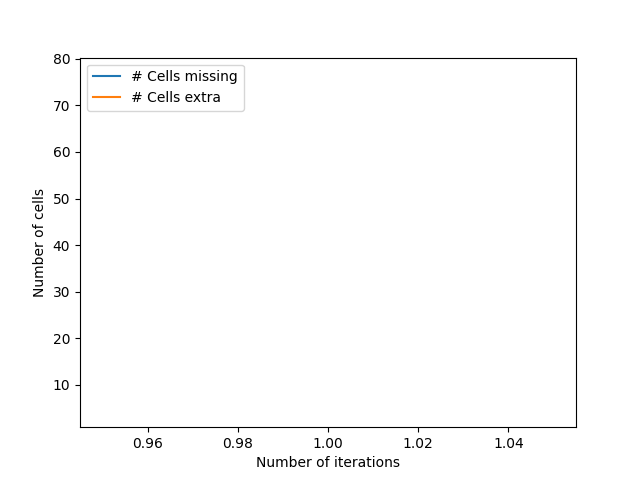 80
70
60
50
40
30
20
10
Number of cells
# Cells missing
# Cells extra
0.96 0.98 1.00 1.02 1.04
Number of iterations